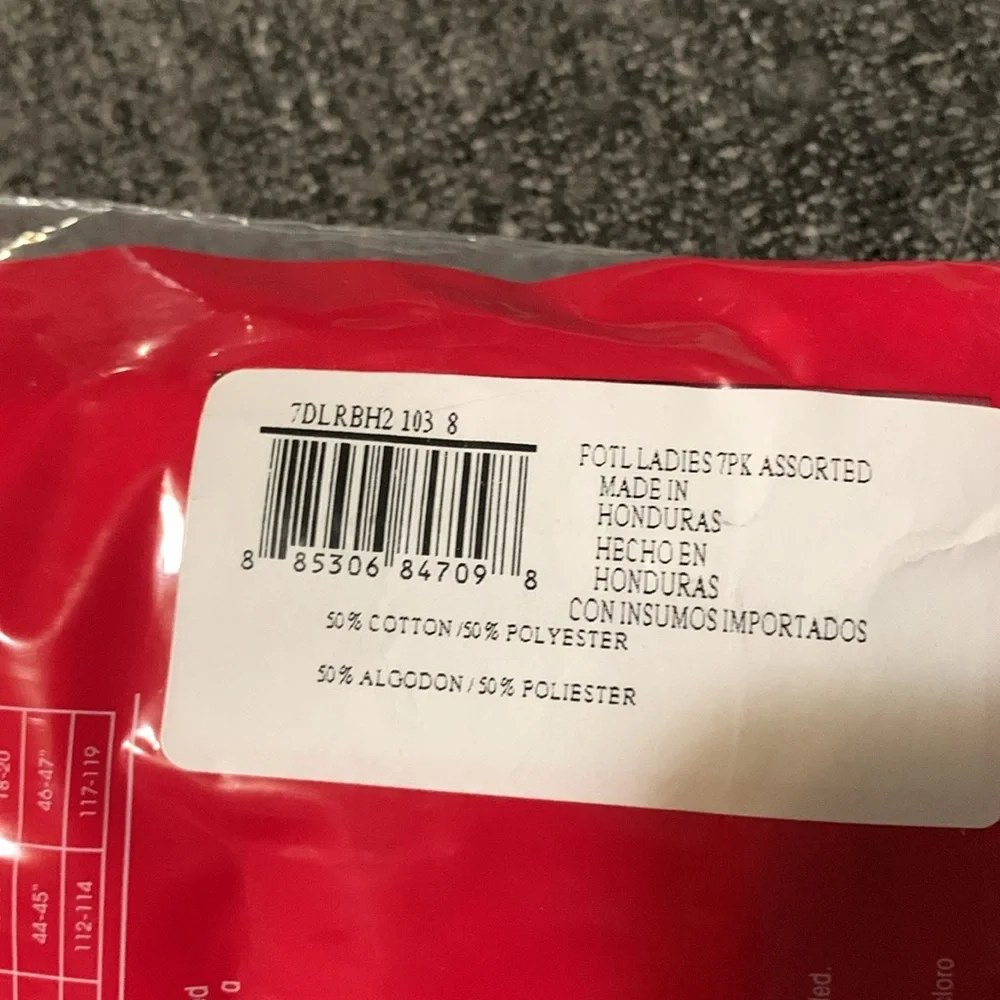 7DLRBH2 103 8
8 85306 84709 8
FOTL LADIES 7PK ASSORTED
MADE IN
HONDURAS
HECHO EN
HONDURAS
CON INSUMOS IMPORTADOS
50% COTTON /50% POLYESTER
50% ALGODON / 50% POLIESTER
18-20
46-47"
117-119
44-45"
112-114
ed.
loro